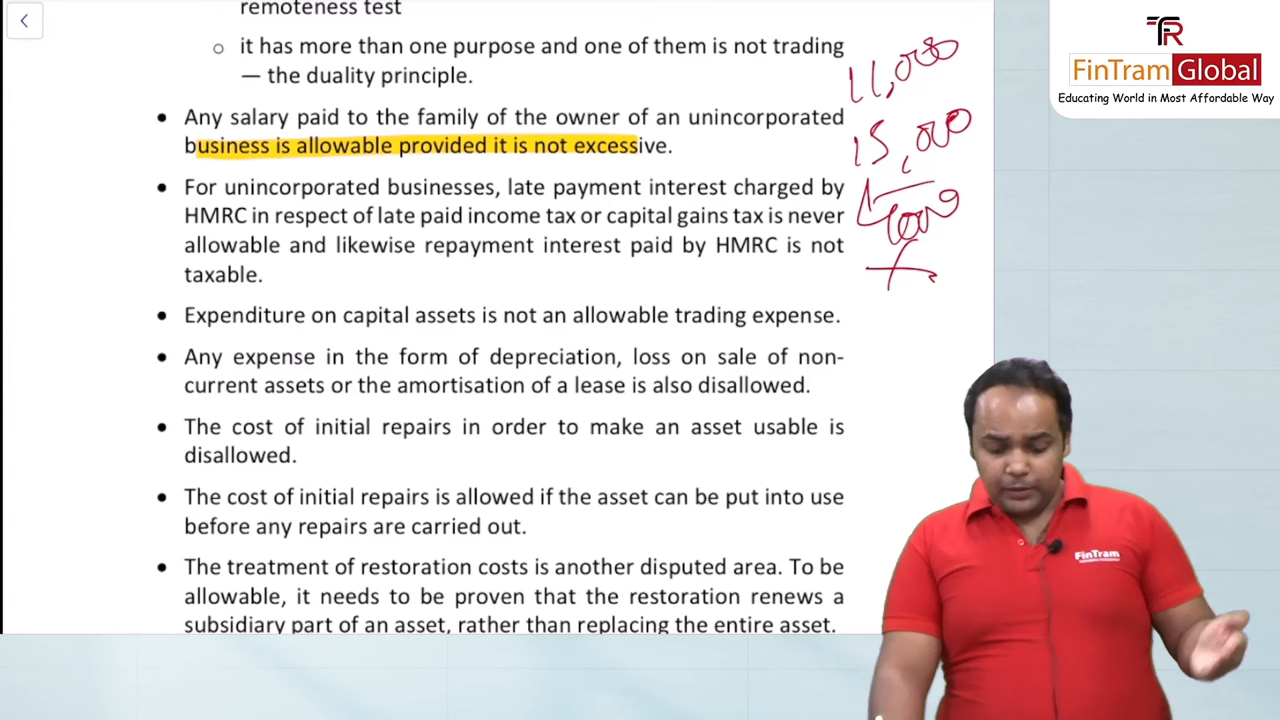 remoteness test
o it has more than one purpose and one of them is not trading
— the duality principle.
• Any salary paid to the family of the owner of an unincorporated
business is allowable provided it is not excessive.
• For unincorporated businesses, late payment interest charged by
HMRC in respect of late paid income tax or capital gains tax is never
allowable and likewise repayment interest paid by HMRC is not
taxable.
• Expenditure on capital assets is not an allowable trading expense.
• Any expense in the form of depreciation, loss on sale of non-
current assets or the amortisation of a lease is also disallowed.
• The cost of initial repairs in order to make an asset usable is
disallowed.
• The cost of initial repairs is allowed if the asset can be put into use
before any repairs are carried out.
• The treatment of restoration costs is another disputed area. To be
allowable, it needs to be proven that the restoration renews a
subsidiary part of an asset, rather than replacing the entire asset.
11,000
15,000
FinTram Global
Educating World in Most Affordable Way
FinTram